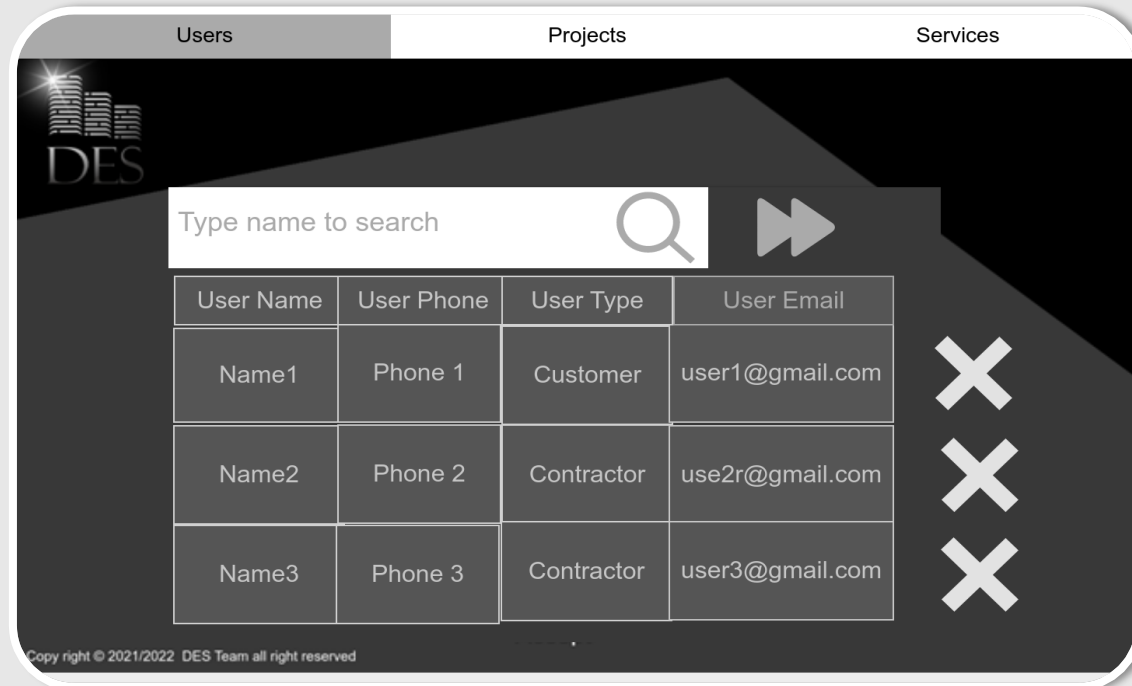 Users Projects Services
DES
Type name to search
User Name User Phone User Type User Email
Name1 Phone 1 Customer user1@gmail.com
Name2 Phone 2 Contractor use2r@gmail.com
Name3 Phone 3 Contractor user3@gmail.com
Copy right © 2021/2022 DES Team all right reserved